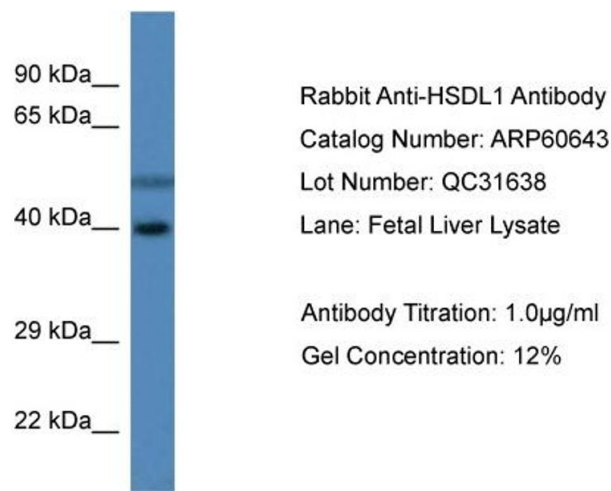 90 kDa
65 kDa
40 kDa
29 kDa
22 kDa
Rabbit Anti-HSDL1 Antibody
Catalog Number: ARP60643
Lot Number: QC31638
Lane: Fetal Liver Lysate
Antibody Titration: 1.0µg/ml
Gel Concentration: 12%